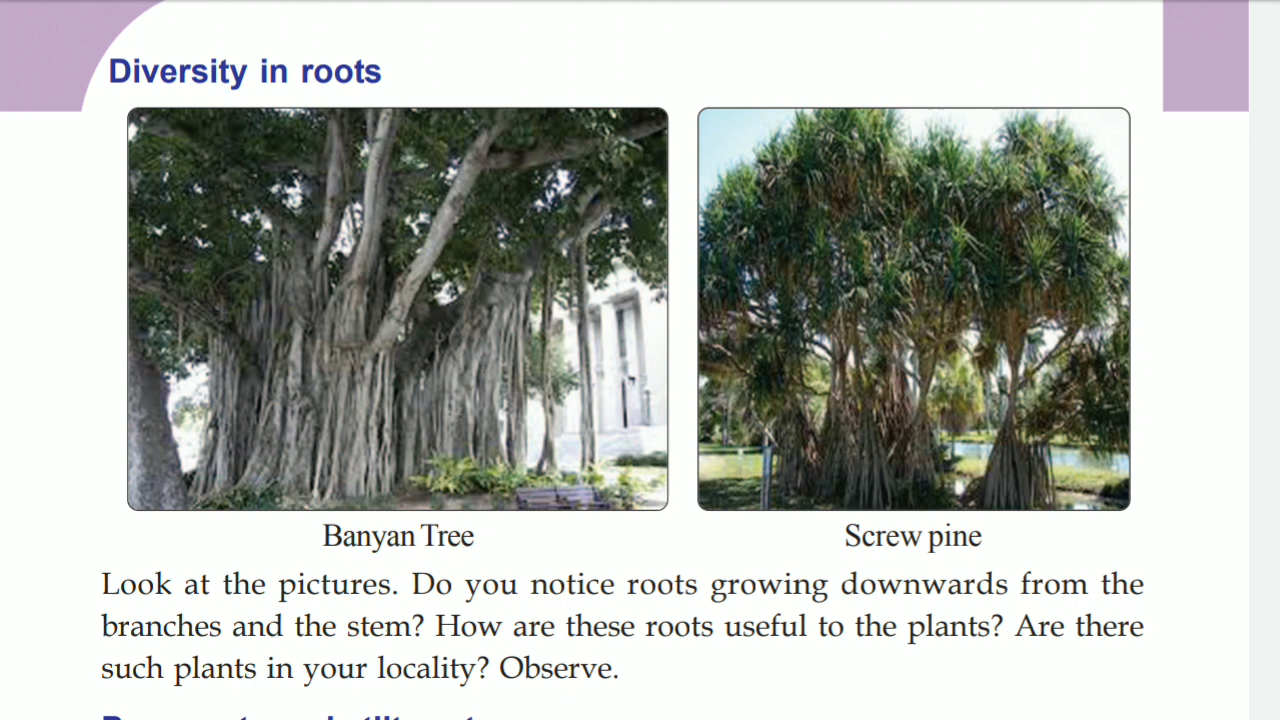 Diversity in roots
Banyan Tree
Screw pine
Look at the pictures. Do you notice roots growing downwards from the
branches and the stem? How are these roots useful to the plants? Are there
such plants in your locality? Observe.